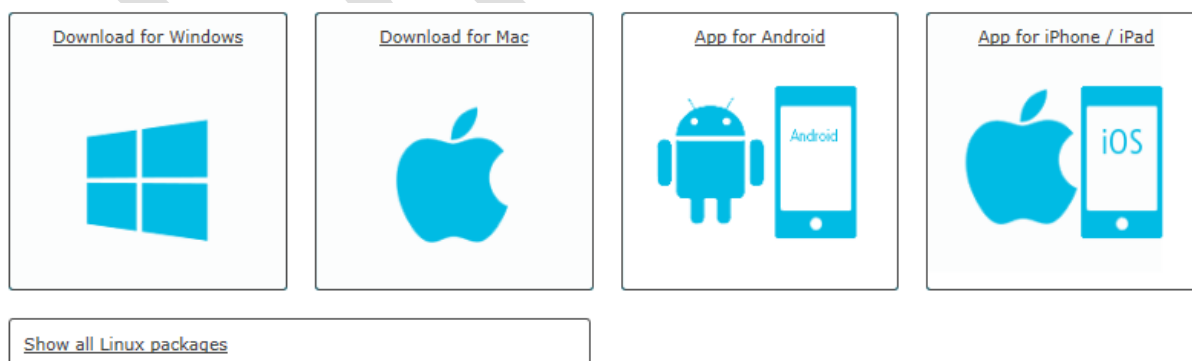 Download for Windows
Download for Mac
App for Android
App for iPhone / iPad
Android
iOS
Show all Linux packages